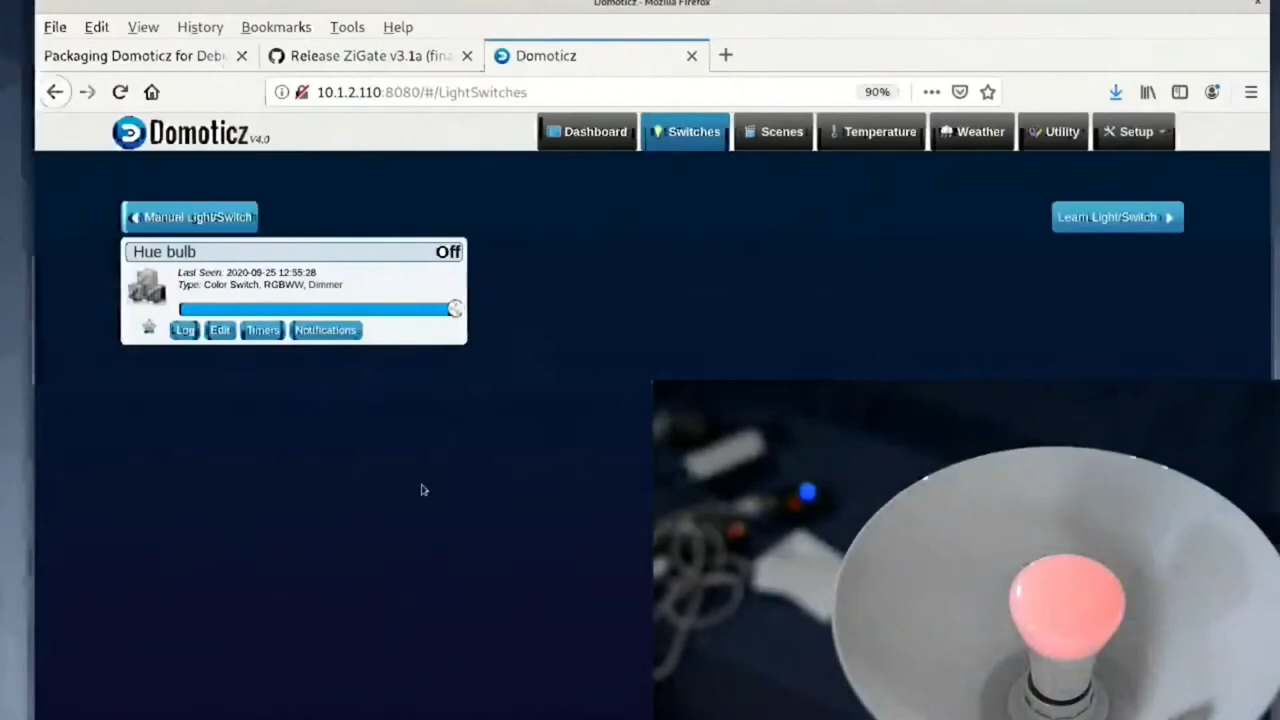 Domoticz - Mozilla Firefox
File Edit View History Bookmarks Tools Help
Packaging Domoticz for Deb
Release ZiGate v3.1a (fina
Domoticz
10.1.2.110:8080/#/LightSwitches
90%
Domoticz V4.0
Dashboard
Switches
Scenes
Temperature
Weather
Utility
Setup
Manual Light/Switch
Learn Light/Switch
Hue bulb
Off
Last Seen: 2020-09-25 12:55:28
Type: Color Switch, RGBWW, Dimmer
Log Edit Timers Notifications